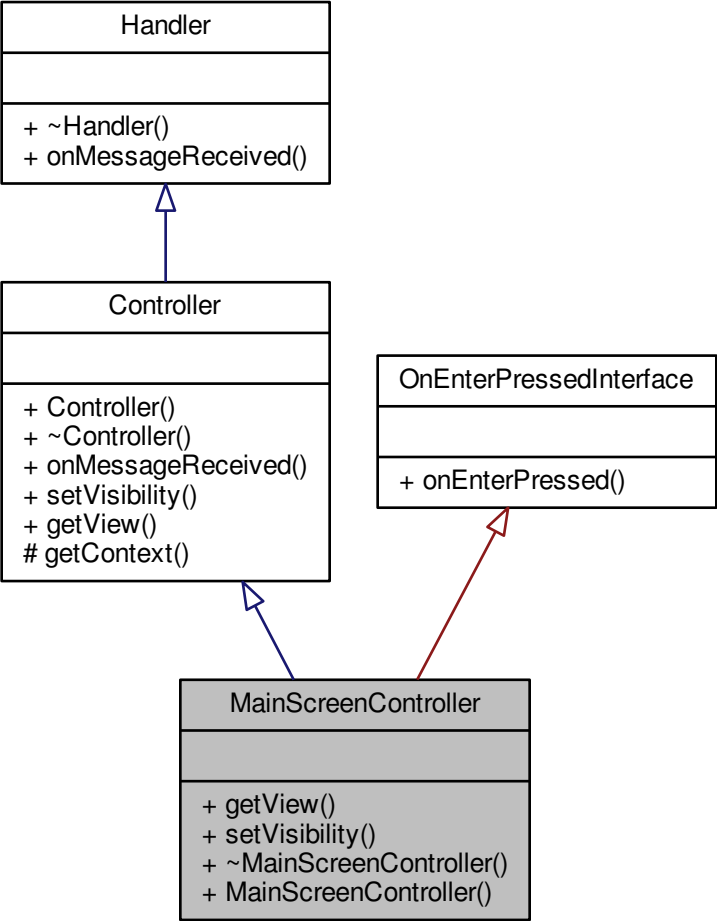 Handler
+ ~Handler()
+ onMessageReceived()
Controller
+ Controller()
+ ~Controller()
+ onMessageReceived()
+ setVisibility()
+ getView()
# getContext()
OnEnterPressedInterface
+ onEnterPressed()
MainScreenController
+ getView()
+ setVisibility()
+ ~MainScreenController()
+ MainScreenController()